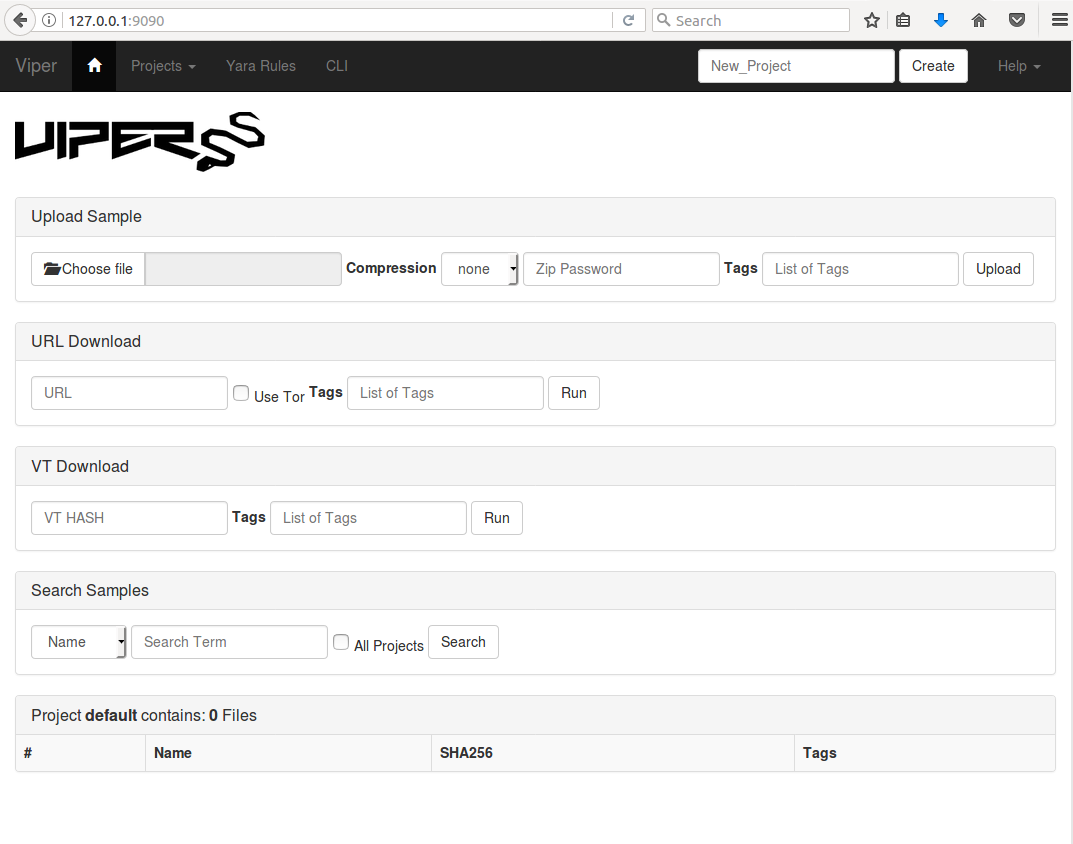 127.0.0.1:9090 Search
Viper Projects Yara Rules CLI New_Project Create Help
VIPER
Upload Sample
Choose file Compression none Zip Password Tags List of Tags Upload
URL Download
URL Use Tor Tags List of Tags Run
VT Download
VT HASH Tags List of Tags Run
Search Samples
Name Search Term All Projects Search
Project default contains: 0 Files
# Name SHA256 Tags